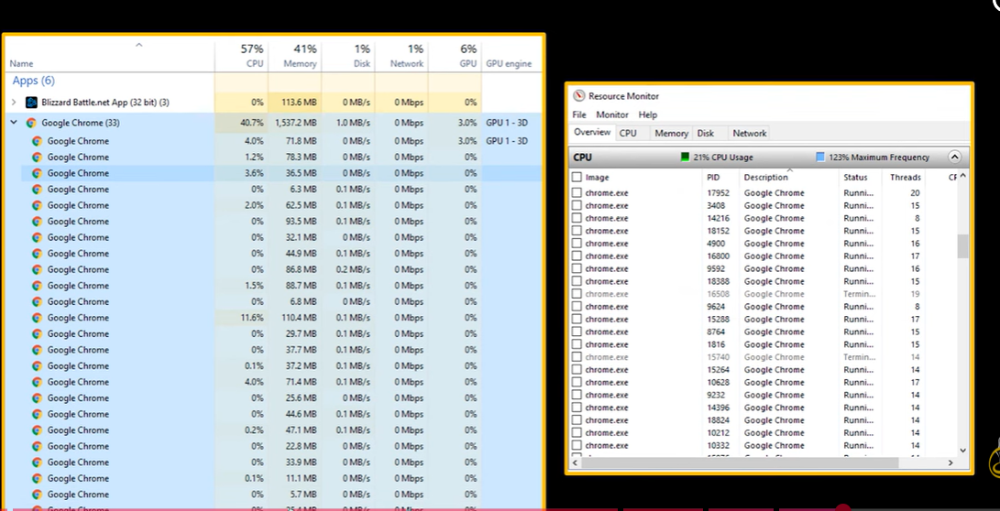 57% 41% 1% 1% 6%
Name CPU Memory Disk Network GPU GPU engine
Apps (6)
Blizzard Battle.net App (32 bit) (3) 0% 113.6 MB 0 MB/s 0 Mbps 0%
Google Chrome (33) 40.7% 1,537.2 MB 1.0 MB/s 0 Mbps 3.0% GPU 1 - 3D
Google Chrome 4.0% 71.8 MB 0 MB/s 0 Mbps 3.0% GPU 1 - 3D
Google Chrome 1.2% 78.3 MB 0 MB/s 0 Mbps 0%
Google Chrome 3.6% 36.5 MB 0 MB/s 0 Mbps 0%
Google Chrome 0% 6.3 MB 0.1 MB/s 0 Mbps 0%
Google Chrome 2.0% 62.5 MB 0.1 MB/s 0 Mbps 0%
Google Chrome 0% 93.5 MB 0.1 MB/s 0 Mbps 0%
Google Chrome 0% 32.1 MB 0 MB/s 0 Mbps 0%
Google Chrome 0% 44.9 MB 0.1 MB/s 0 Mbps 0%
Google Chrome 0% 86.8 MB 0.2 MB/s 0 Mbps 0%
Google Chrome 1.5% 88.7 MB 0.1 MB/s 0 Mbps 0%
Google Chrome 0% 6.8 MB 0 MB/s 0 Mbps 0%
Google Chrome 11.6% 110.4 MB 0.1 MB/s 0 Mbps 0%
Google Chrome 0% 29.7 MB 0.1 MB/s 0 Mbps 0%
Google Chrome 0% 37.7 MB 0.1 MB/s 0 Mbps 0%
Google Chrome 0.1% 37.2 MB 0.1 MB/s 0 Mbps 0%
Google Chrome 4.0% 71.4 MB 0.1 MB/s 0 Mbps 0%
Google Chrome 0% 25.6 MB 0 MB/s 0 Mbps 0%
Google Chrome 0% 44.6 MB 0.1 MB/s 0 Mbps 0%
Google Chrome 0.2% 47.1 MB 0.1 MB/s 0 Mbps 0%
Google Chrome 0% 22.8 MB 0 MB/s 0 Mbps 0%
Google Chrome 0% 33.9 MB 0 MB/s 0 Mbps 0%
Google Chrome 0.1% 11.1 MB 0 MB/s 0 Mbps 0%
Google Chrome 0% 5.7 MB 0 MB/s 0 Mbps 0%
Resource Monitor
File Monitor Help
Overview CPU Memory Disk Network
CPU 21% CPU Usage 123% Maximum Frequency
Image PID Description Status Threads
chrome.exe 17952 Google Chrome Runni... 20
chrome.exe 3408 Google Chrome Runni... 15
chrome.exe 14216 Google Chrome Runni... 8
chrome.exe 18152 Google Chrome Runni... 15
chrome.exe 4900 Google Chrome Runni... 16
chrome.exe 16800 Google Chrome Runni... 17
chrome.exe 9592 Google Chrome Runni... 16
chrome.exe 18388 Google Chrome Runni... 15
chrome.exe 16508 Google Chrome Termin... 19
chrome.exe 9624 Google Chrome Runni... 8
chrome.exe 15288 Google Chrome Runni... 17
chrome.exe 8764 Google Chrome Runni... 15
chrome.exe 1816 Google Chrome Runni... 15
chrome.exe 15740 Google Chrome Termin... 14
chrome.exe 15264 Google Chrome Runni... 14
chrome.exe 10628 Google Chrome Runni... 17
chrome.exe 9232 Google Chrome Runni... 14
chrome.exe 14396 Google Chrome Runni... 14
chrome.exe 18824 Google Chrome Runni... 14
chrome.exe 10212 Google Chrome Runni... 14
chrome.exe 10332 Google Chrome Runni... 14